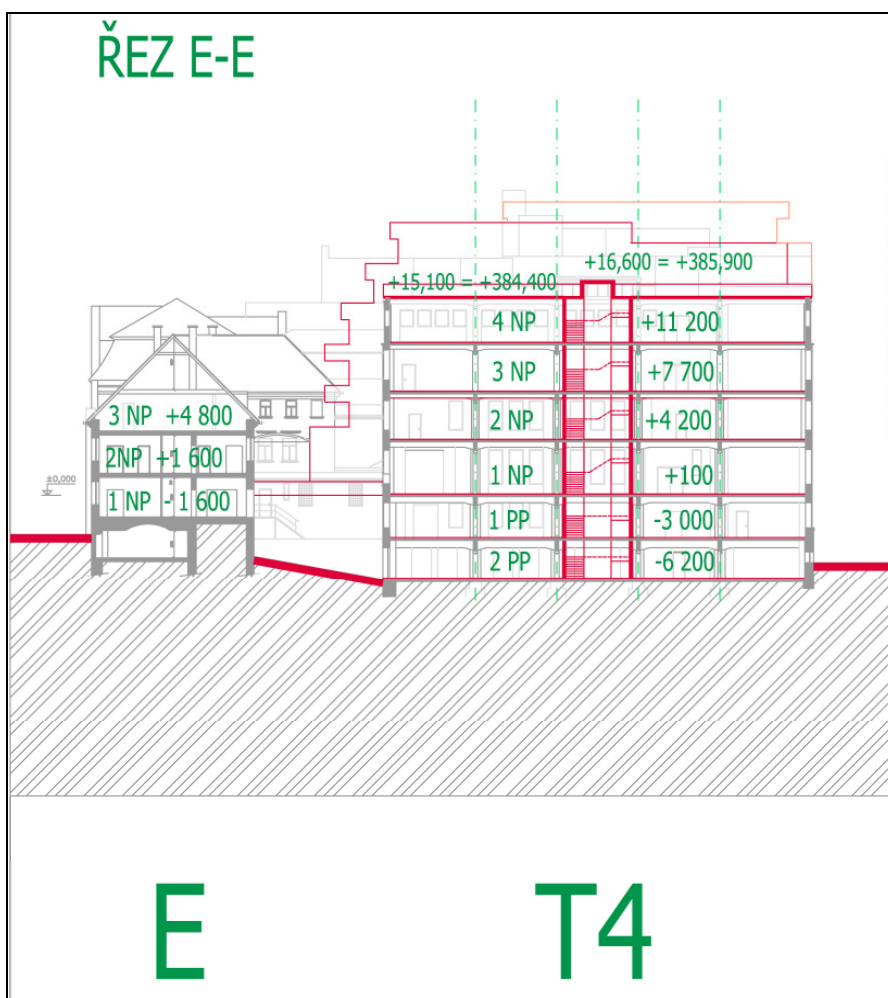 ŘEZ E-E
+16,600 = +385,900
+15,100 = +384,400
4 NP +11 200
3 NP +7 700
3 NP +4 800
2 NP +4 200
2NP +1 600
1 NP +100
±0,000
1 NP - 1 600
1 PP -3 000
2 PP -6 200
E T4